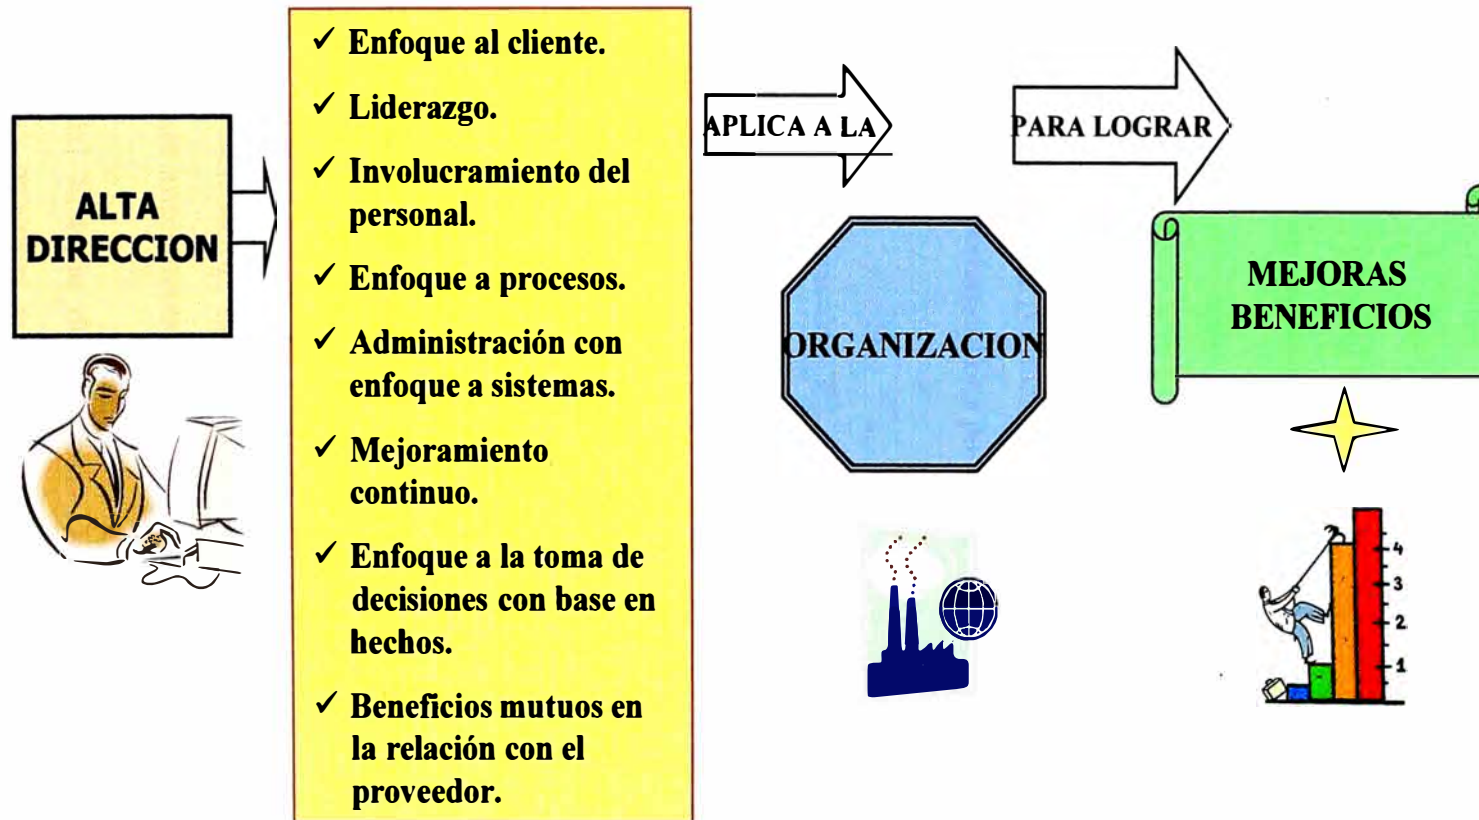 ALTA
DIRECCION
✓ Enfoque al cliente.
✓ Liderazgo.
✓ Involucramiento del
personal.
✓ Enfoque a procesos.
✓ Administración con
enfoque a sistemas.
✓ Mejoramiento
continuo.
✓ Enfoque a la toma de
decisiones con base en
hechos.
✓ Beneficios mutuos en
la relación con el
proveedor.
APLICA A LA
ORGANIZACION
PARA LOGRAR
MEJORAS
BENEFICIOS
4
3
2
1